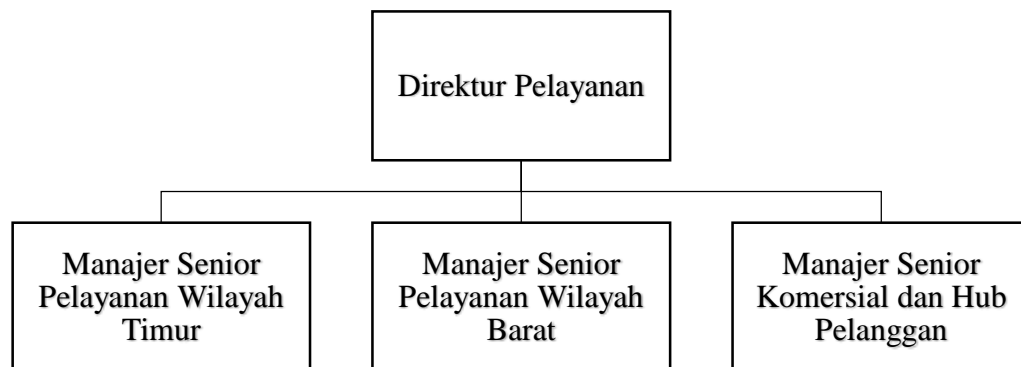 Direktur Pelayanan
Manajer Senior
Pelayanan Wilayah
Timur
Manajer Senior
Pelayanan Wilayah
Barat
Manajer Senior
Komersial dan Hub
Pelanggan